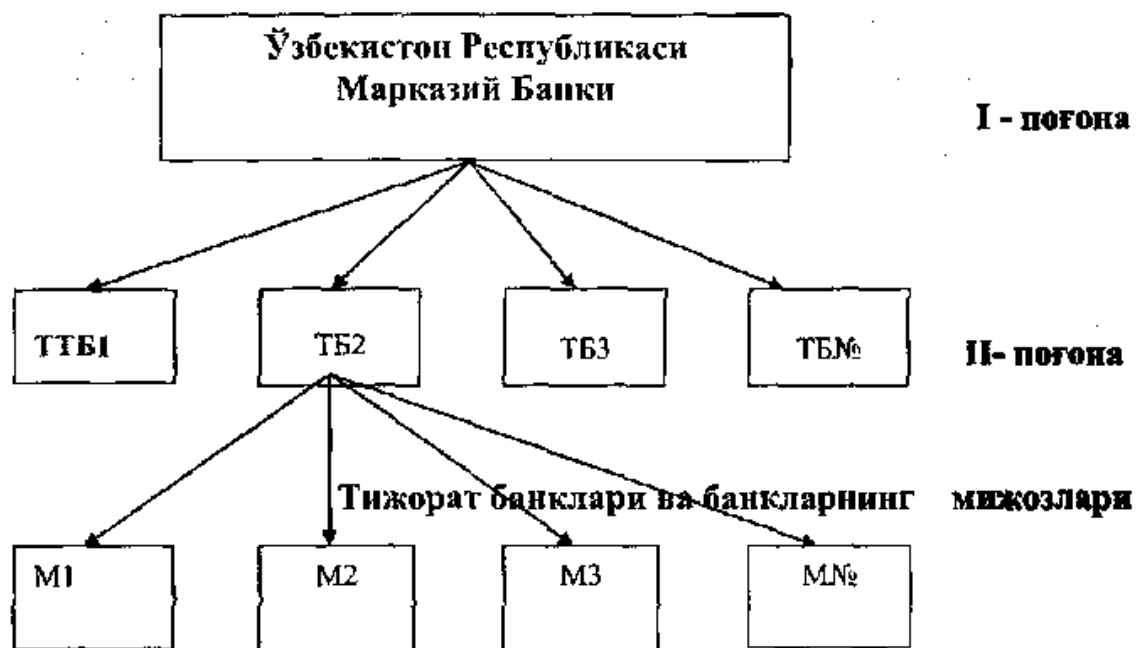 Ўзбекистон Республикаси
Марказий Банки
I - поғона
ТТБ1
ТБ2
ТБ3
ТБ№
II- поғона
Тижорат банклари ва банкларнинг мижозлари
М1
М2
М3
М№